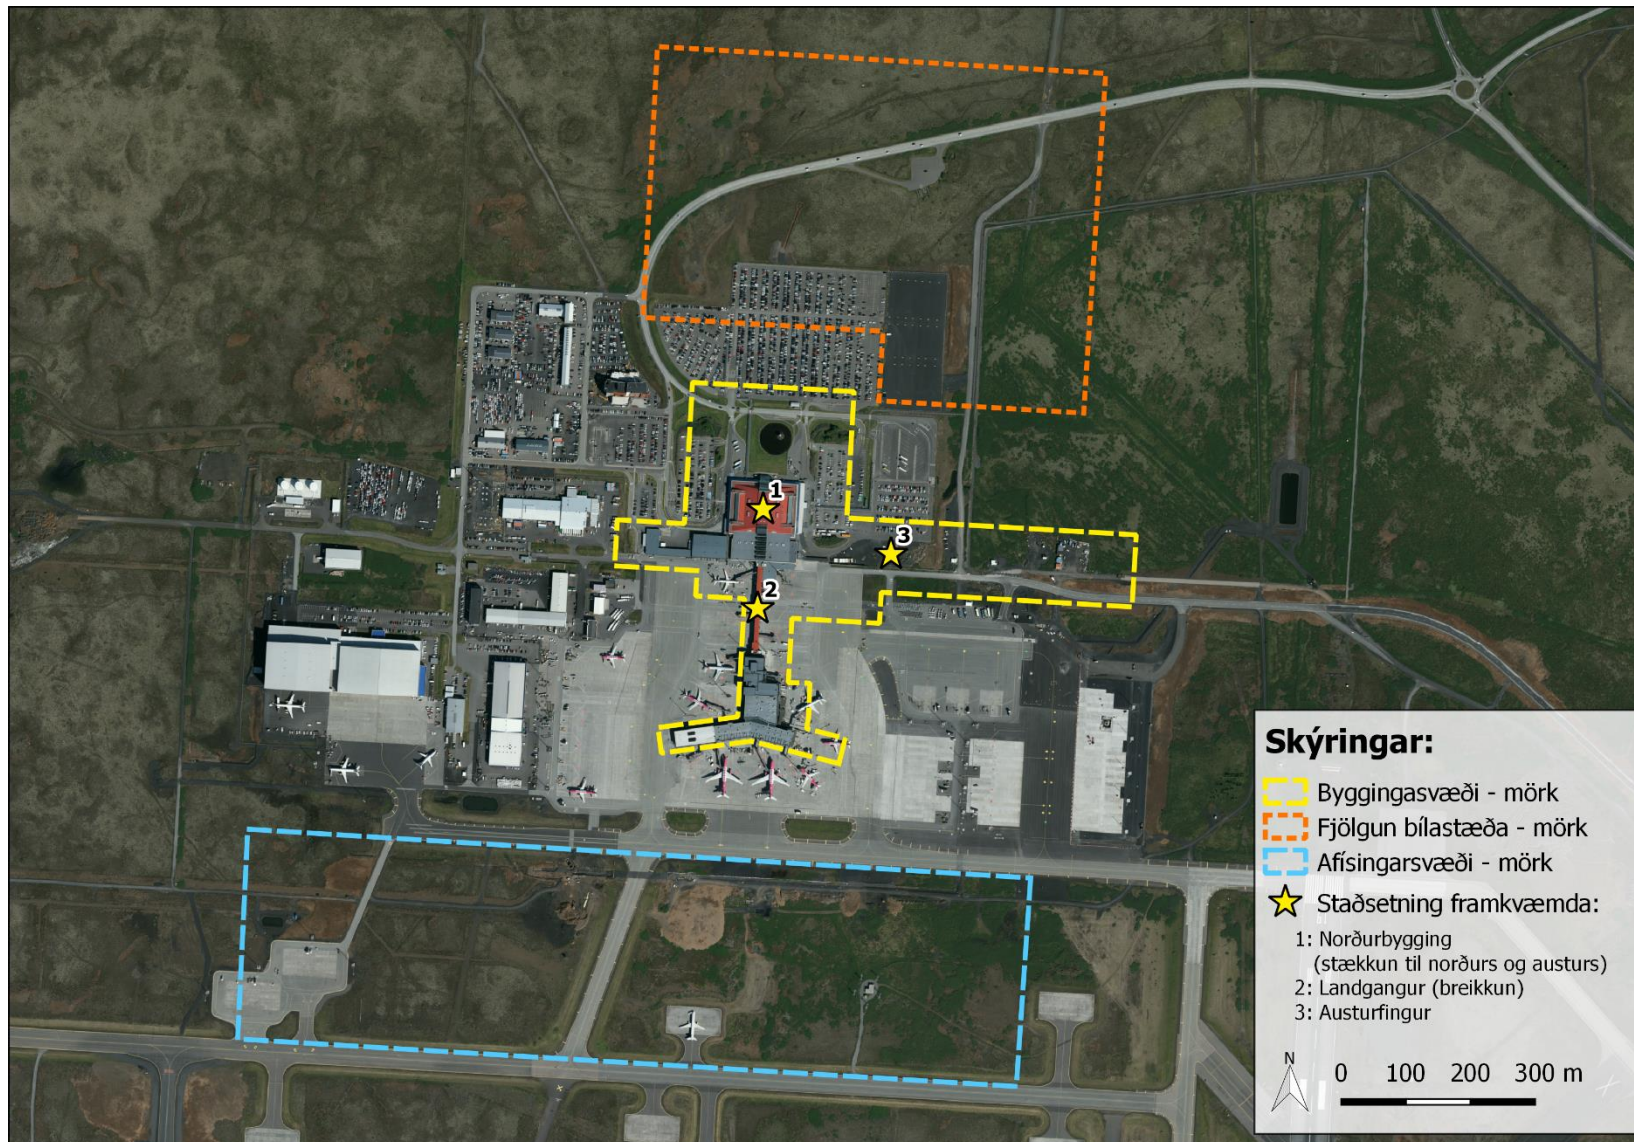 1
3
2
Skýringar:
Byggingasvæði - mörk
Fjölgun bílastæða - mörk
Afísingarsvæði - mörk
Staðsetning framkvæmda:
1: Norðurbygging
(stækkun til norðurs og austurs)
2: Landgangur (breikkun)
3: Austurfingur
N
0 100 200 300 m